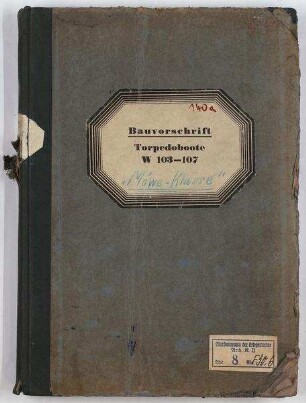 140a
Bauvorschrift
Torpedoboote
W 103—107
"Möwe-Klasse"
8